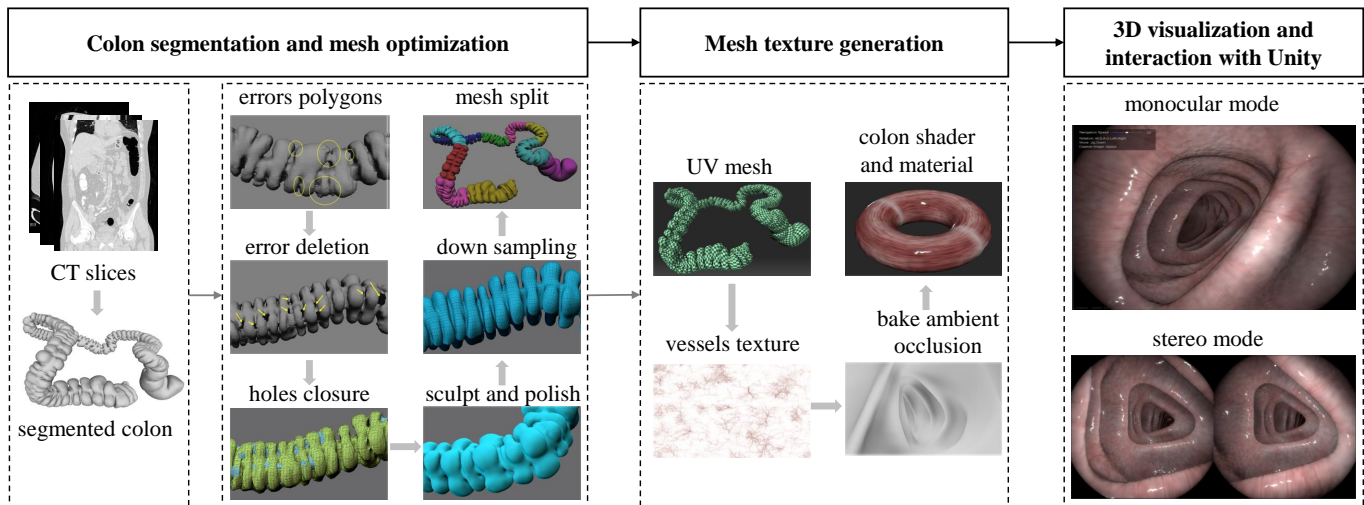 Colon segmentation and mesh optimization
Mesh texture generation
3D visualization and
interaction with Unity
CT slices
segmented colon
errors polygons
error deletion
holes closure
sculpt and polish
down sampling
mesh split
UV mesh
vessels texture
bake ambient
occlusion
colon shader
and material
monocular mode
stereo mode